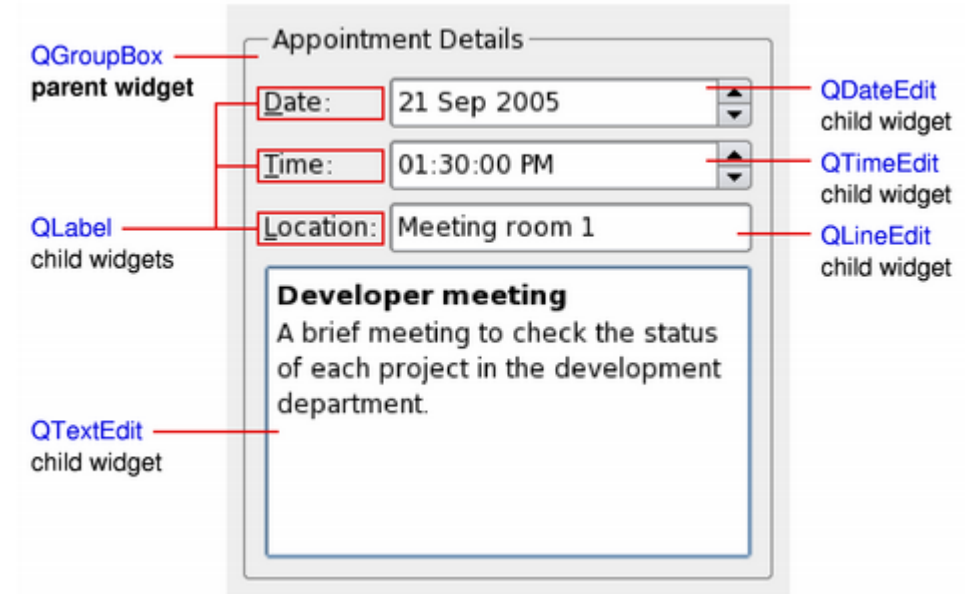 Appointment Details
QGroupBox
parent widget
Date:
21 Sep 2005
QDateEdit
child widget
Time:
01:30:00 PM
QTimeEdit
child widget
QLabel
child widgets
Location:
Meeting room 1
QLineEdit
child widget
Developer meeting
A brief meeting to check the status
of each project in the development
department.
QTextEdit
child widget